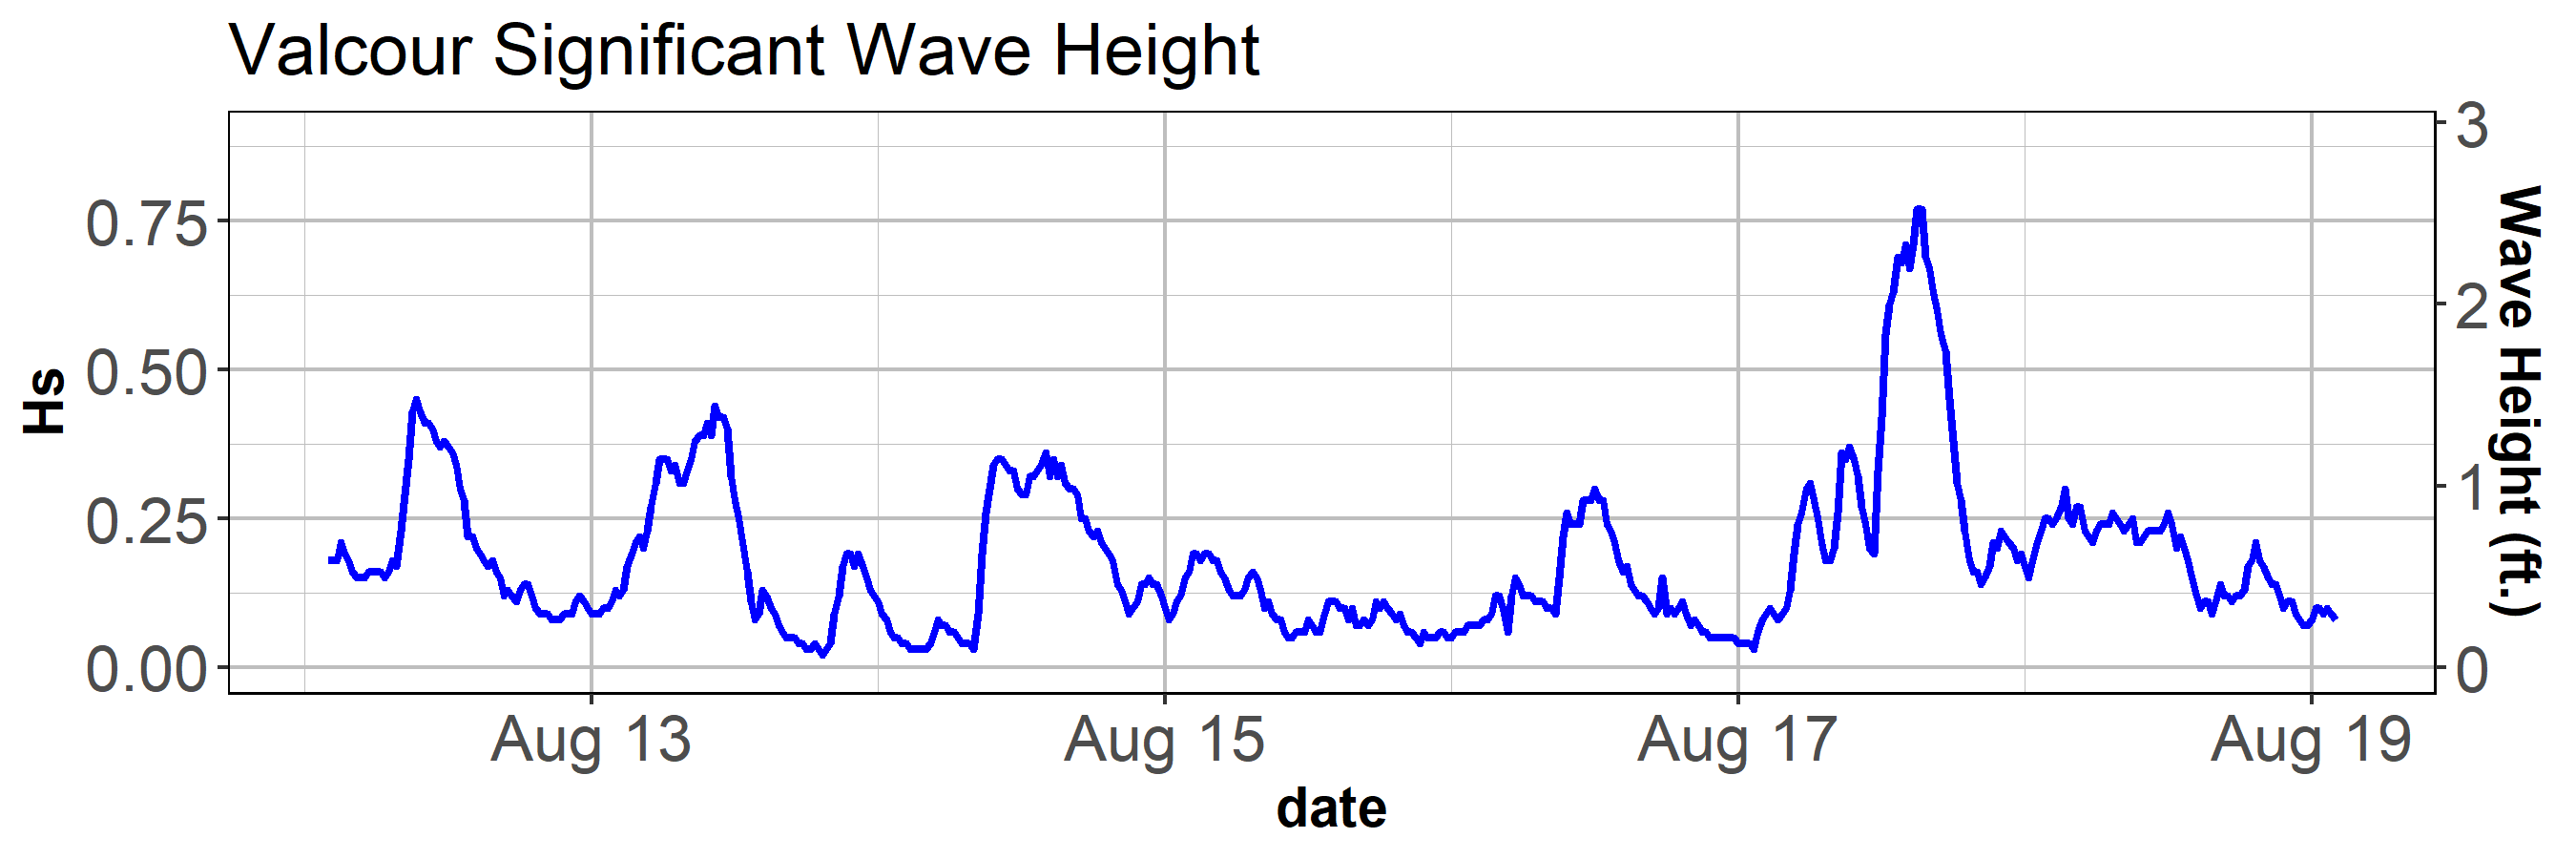 Valcour Significant Wave Height
Hs
0.75
0.50
0.25
0.00
3
2
1
0
Wave Height (ft.)
Aug 13 Aug 15 Aug 17 Aug 19
date